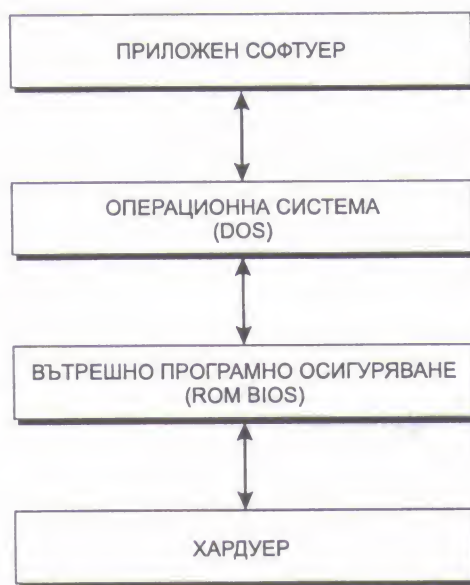 ПРИЛОЖЕН СОФТУЕР
ОПЕРАЦИОННА СИСТЕМА
(DOS)
ВЪТРЕШНО ПРОГРАМНО ОСИГУРЯВАНЕ
(ROM BIOS)
ХАРДУЕР